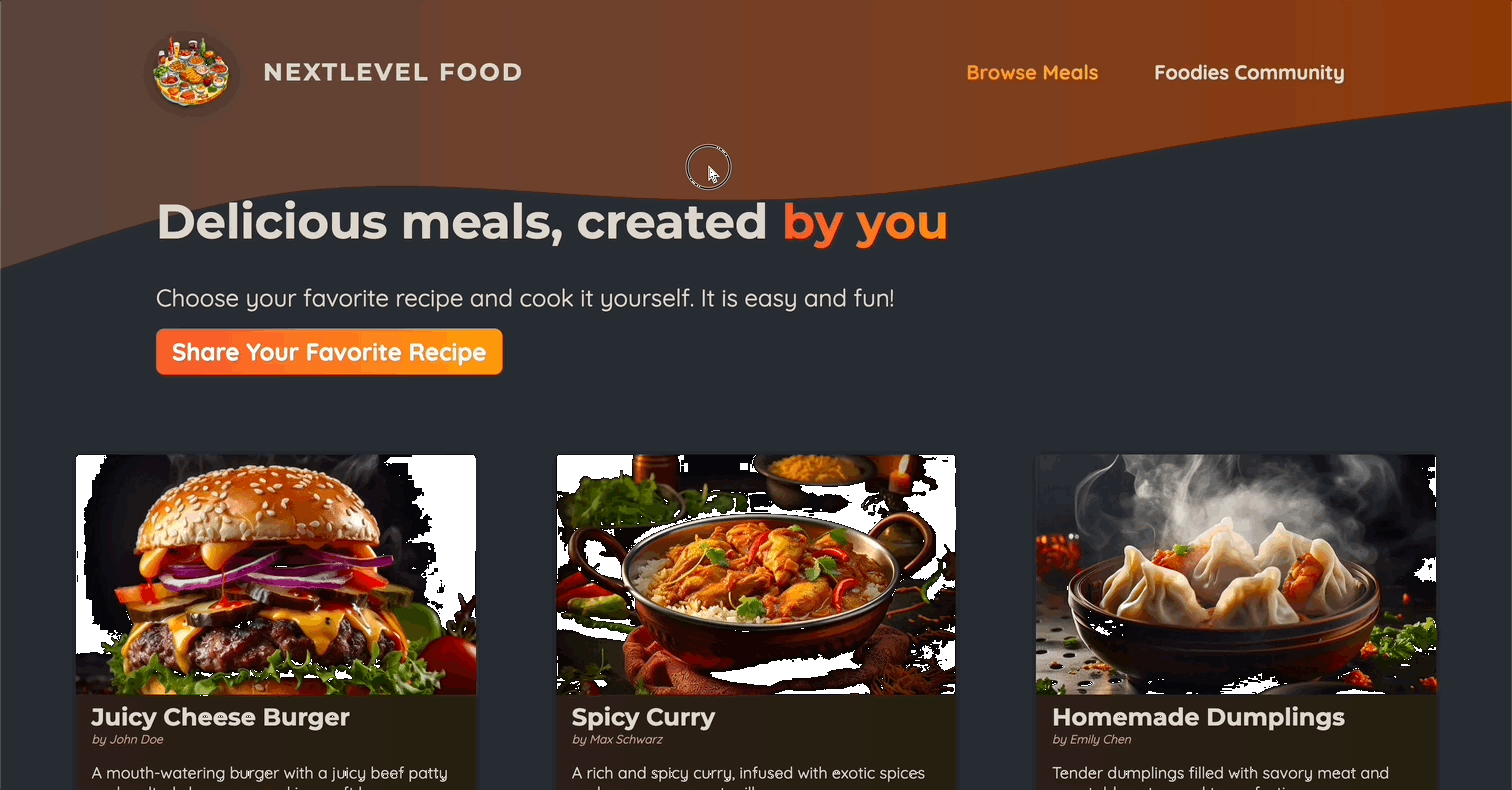 NEXTLEVEL FOOD
Browse Meals
Foodies Community
Delicious meals, created by you
Choose your favorite recipe and cook it yourself. It is easy and fun!
Share Your Favorite Recipe
Juicy Cheese Burger
by John Doe
A mouth-watering burger with a juicy beef patty
Spicy Curry
by Max Schwarz
A rich and spicy curry, infused with exotic spices
Homemade Dumplings
by Emily Chen
Tender dumplings filled with savory meat and